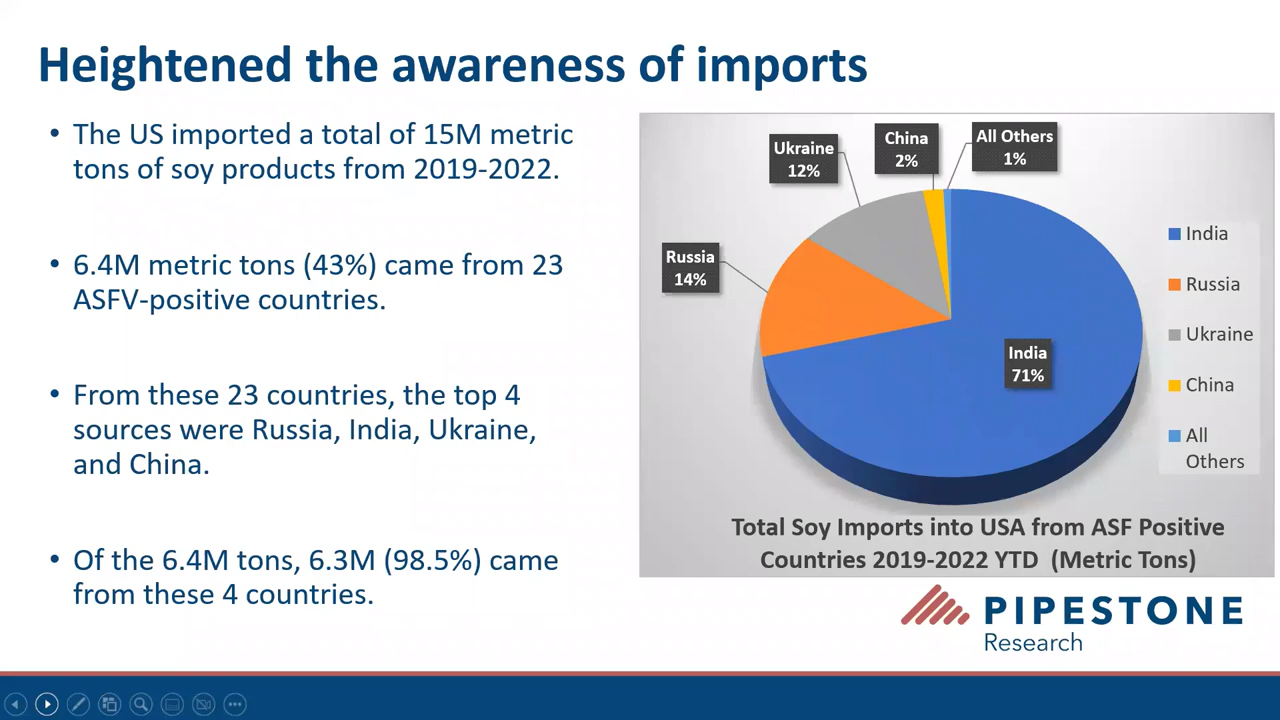 Heightened the awareness of imports
• The US imported a total of 15M metric
tons of soy products from 2019-2022.
• 6.4M metric tons (43%) came from 23
ASFV-positive countries.
• From these 23 countries, the top 4
sources were Russia, India, Ukraine,
and China.
• Of the 6.4M tons, 6.3M (98.5%) came
from these 4 countries.
Ukraine
12%
China
2%
All Others
1%
Russia
14%
India
71%
India
Russia
Ukraine
China
All
Others
Total Soy Imports into USA from ASF Positive
Countries 2019-2022 YTD (Metric Tons)
PIPESTONE
Research